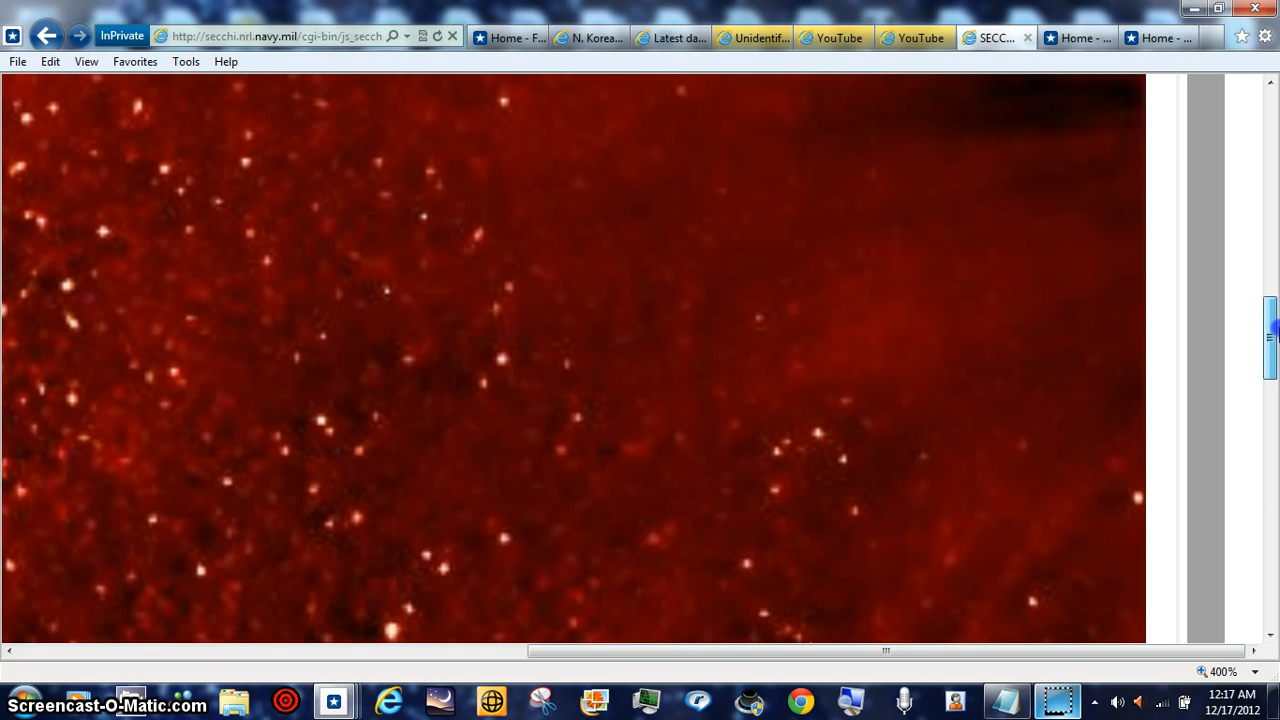 InPrivate
http://secchi.nrl.navy.mil/cgi-bin/js_secch
Home - F...
N. Korea...
Latest da...
Unidentif...
YouTube
YouTube
SECC...
Home - ...
Home - ...
File Edit View Favorites Tools Help
400%
Screencast-O-Matic.com
12:17 AM
12/17/2012